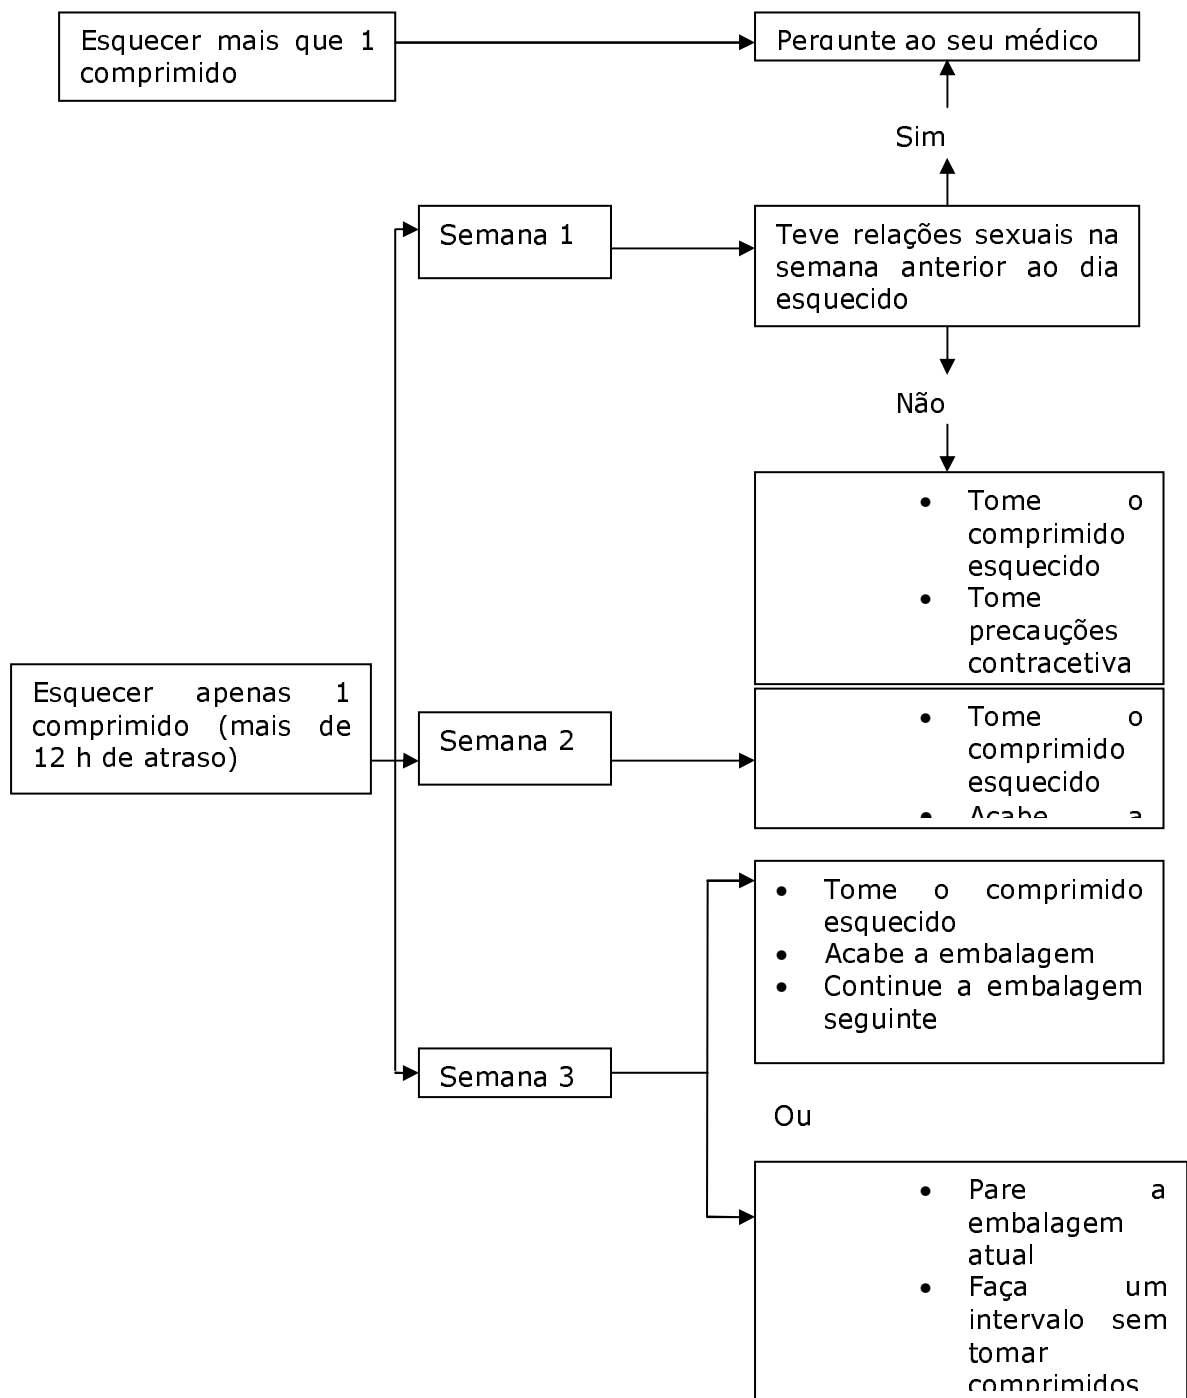 Esquecer mais que 1
comprimido
Pergunte ao seu médico
Sim
Semana 1
Teve relações sexuais na
semana anterior ao dia
esquecido
Não
• Tome o
comprimido
esquecido
• Tome
precauções
contracetiva
Esquecer apenas 1
comprimido (mais de
12 h de atraso)
Semana 2
• Tome o
comprimido
esquecido
• Acabe a
• Tome o comprimido
esquecido
• Acabe a embalagem
• Continue a embalagem
seguinte
Semana 3
Ou
• Pare a
embalagem
atual
• Faça um
intervalo sem
tomar
comprimidos